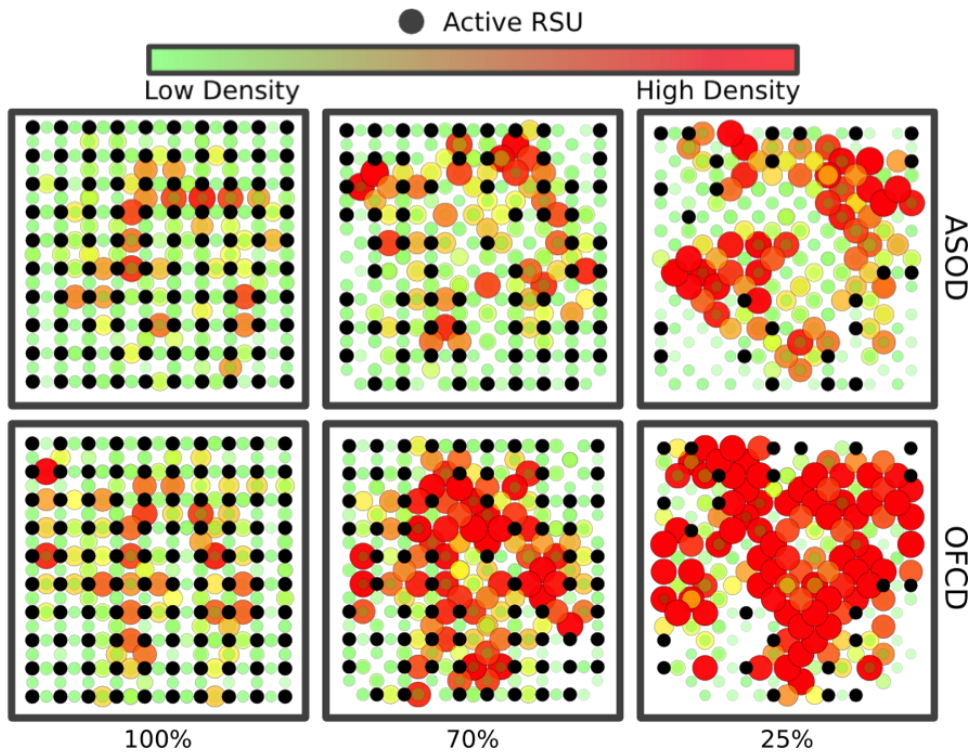 Active RSU
Low Density High Density
ASOD
OFCD
100% 70% 25%